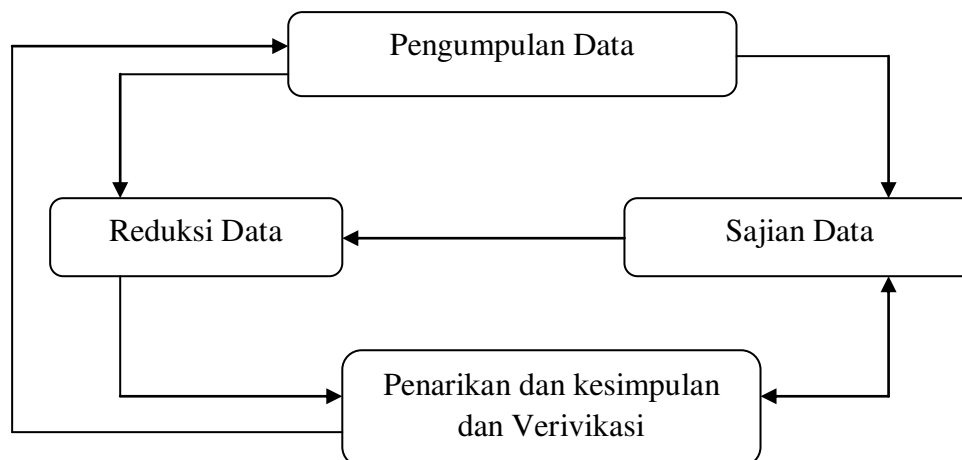 Pengumpulan Data
Reduksi Data
Sajian Data
Penarikan dan kesimpulan
dan Verivikasi